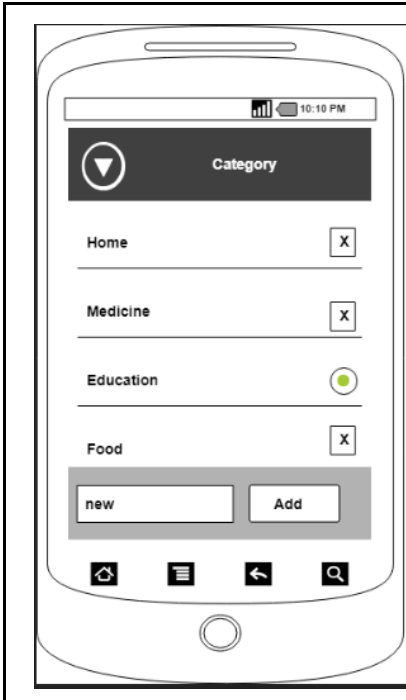 10:10 PM
Category
Home X
Medicine X
Education
Food X
new Add